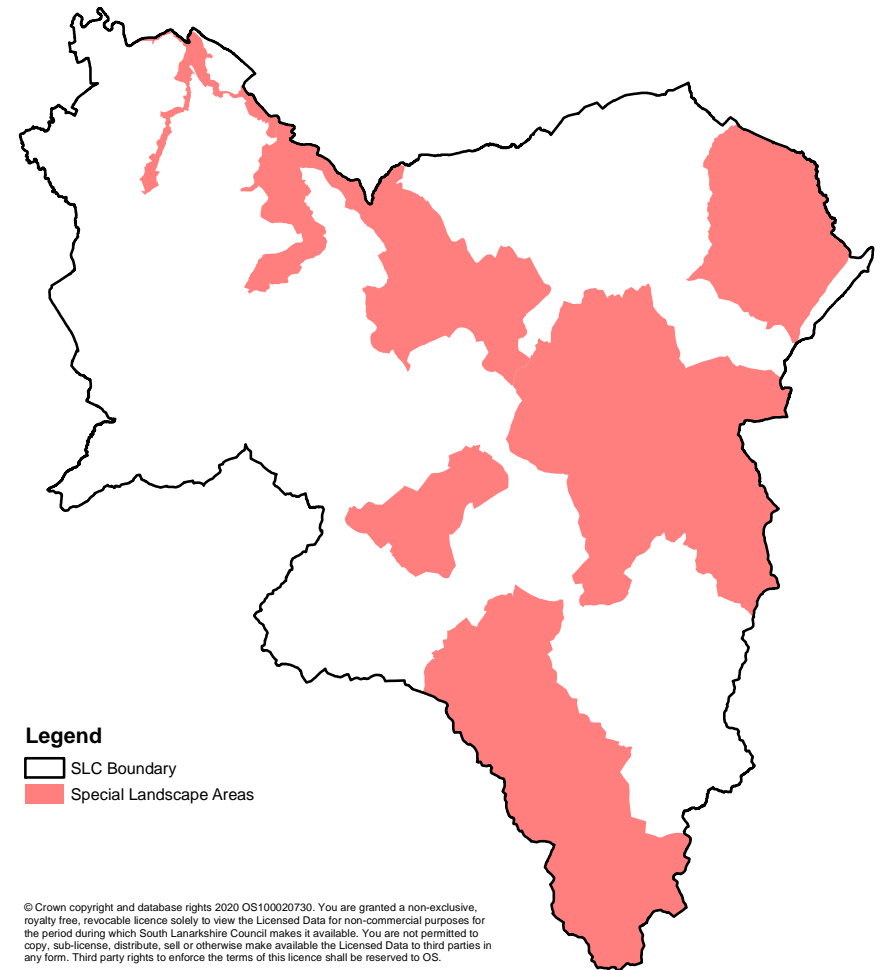 Legend
SLC Boundary
Special Landscape Areas
© Crown copyright and database rights 2020 OS100020730. You are granted a non-exclusive,
royalty free, revocable licence solely to view the Licensed Data for non-commercial purposes for
the period during which South Lanarkshire Council makes it available. You are not permitted to
copy, sub-license, distribute, sell or otherwise make available the Licensed Data to third parties in
any form. Third party rights to enforce the terms of this licence shall be reserved to OS.